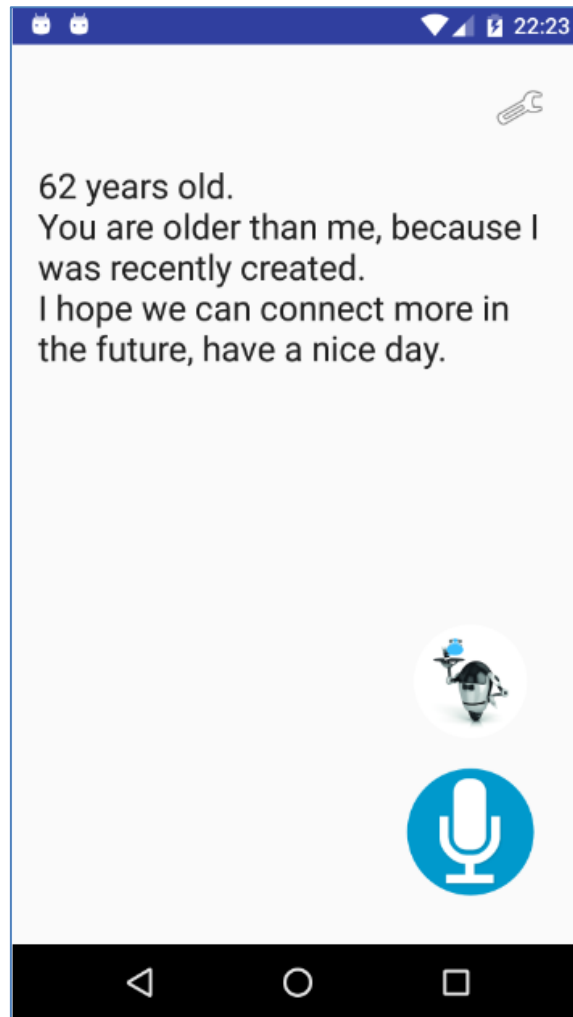 22:23
62 years old.
You are older than me, because I
was recently created.
I hope we can connect more in
the future, have a nice day.